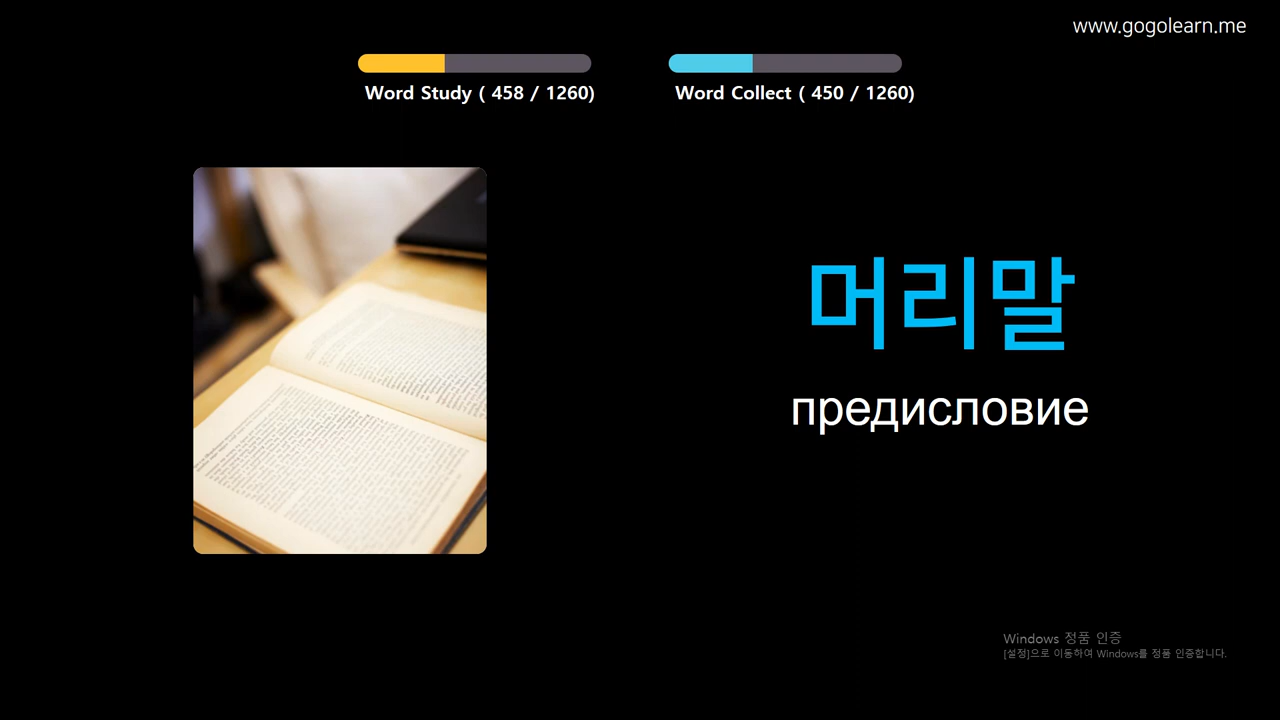 www.gogolearn.me
Word Study ( 458 / 1260)
Word Collect ( 450 / 1260)
머리말
предисловие
Windows 정품 인증
[설정]으로 이동하여 Windows를 정품 인증합니다.